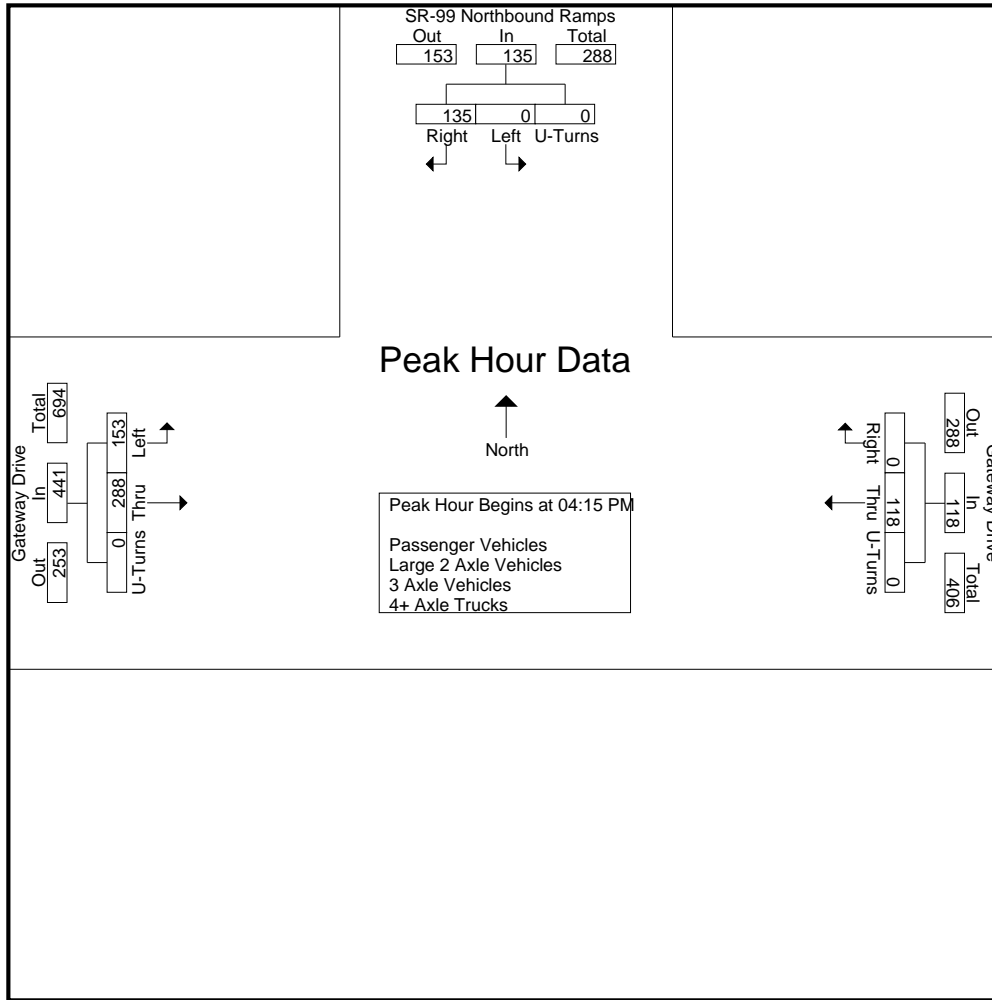 SR-99 Northbound Ramps
Out In Total
153 135 288
135 0 0
Right Left U-Turns
Peak Hour Data
North
Peak Hour Begins at 04:15 PM
Passenger Vehicles
Large 2 Axle Vehicles
3 Axle Vehicles
4+ Axle Trucks
Gateway Drive
Out In Total
253 441 694
0 288 153
U-Turns Thru Left
Gateway Drive
Out In Total
288 118 406
0 118 0
Right Thru U-Turns